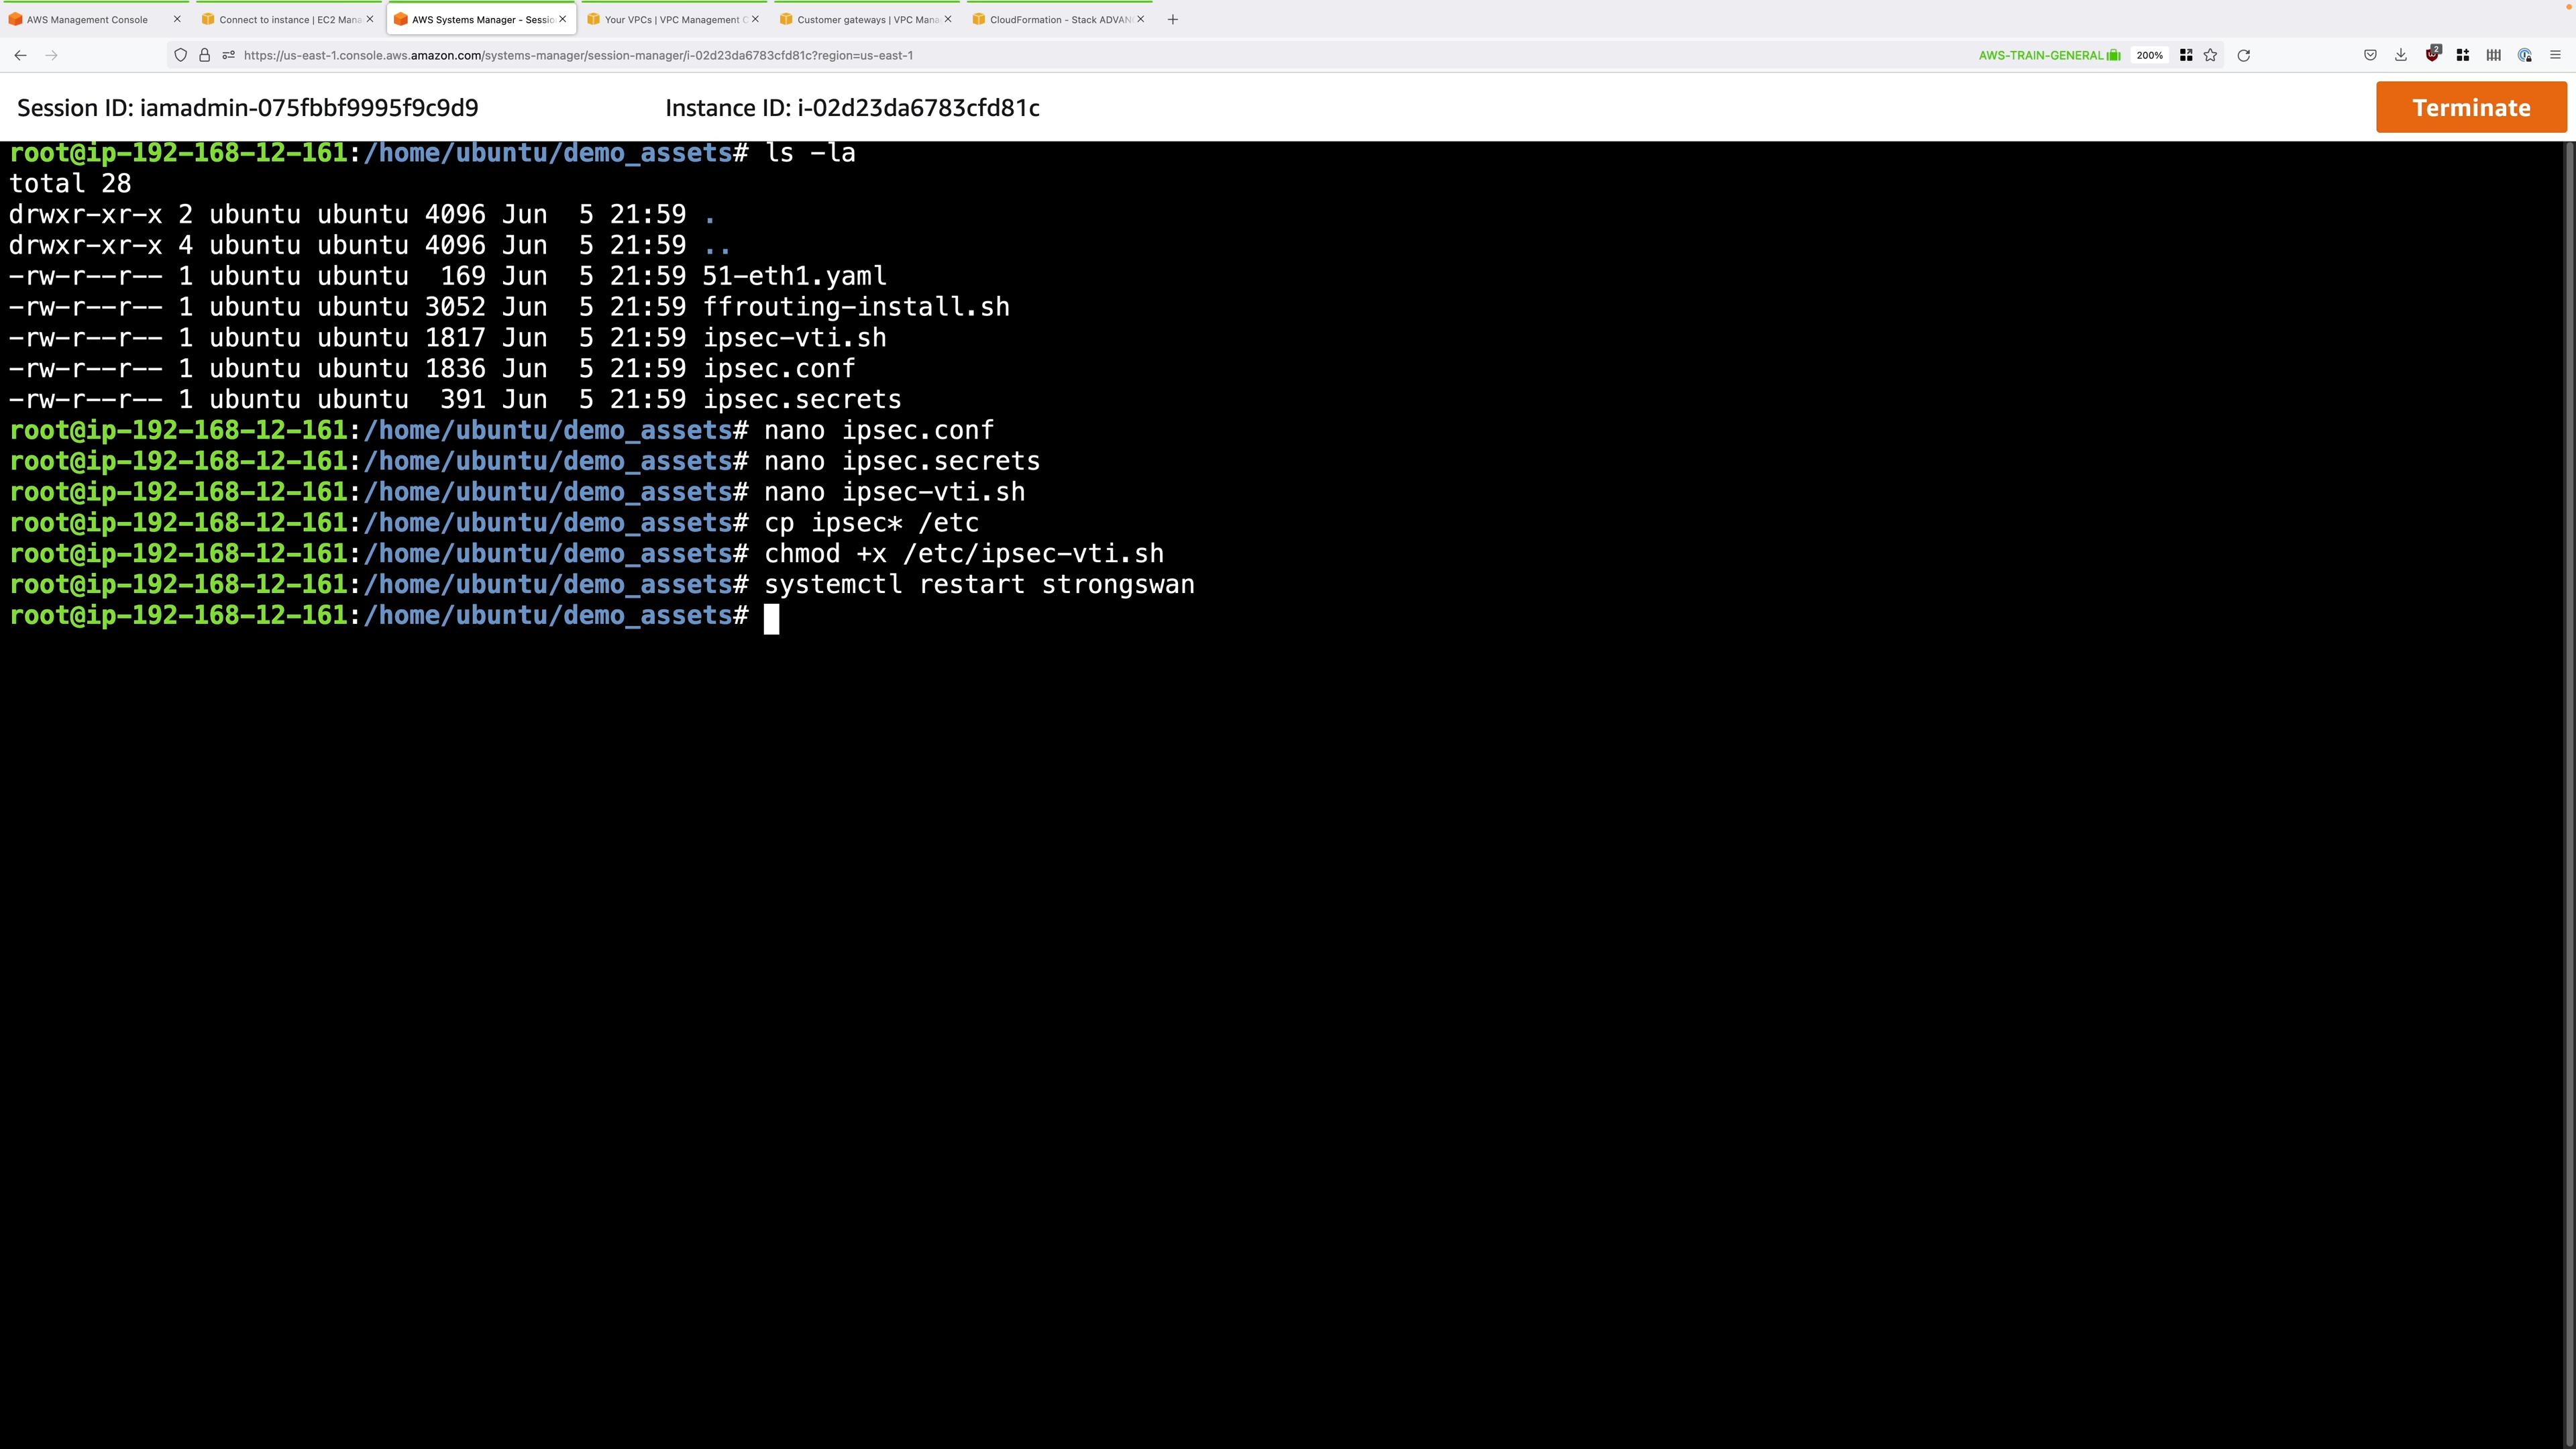 AWS Management Console
Connect to instance | EC2 Mana
AWS Systems Manager - Sessio
Your VPCs | VPC Management C
Customer gateways | VPC Mana
CloudFormation - Stack ADVAN
https://us-east-1.console.aws.amazon.com/systems-manager/session-manager/i-02d23da6783cfd81c?region=us-east-1
AWS-TRAIN-GENERAL
200%
2
Session ID: iamadmin-075fbbf9995f9c9d9
Instance ID: i-02d23da6783cfd81c
Terminate
root@ip-192-168-12-161:/home/ubuntu/demo_assets# ls -la
total 28
drwxr-xr-x 2 ubuntu ubuntu 4096 Jun  5 21:59 .
drwxr-xr-x 4 ubuntu ubuntu 4096 Jun  5 21:59 ..
-rw-r--r-- 1 ubuntu ubuntu  169 Jun  5 21:59 51-eth1.yaml
-rw-r--r-- 1 ubuntu ubuntu 3052 Jun  5 21:59 ffrouting-install.sh
-rw-r--r-- 1 ubuntu ubuntu 1817 Jun  5 21:59 ipsec-vti.sh
-rw-r--r-- 1 ubuntu ubuntu 1836 Jun  5 21:59 ipsec.conf
-rw-r--r-- 1 ubuntu ubuntu  391 Jun  5 21:59 ipsec.secrets
root@ip-192-168-12-161:/home/ubuntu/demo_assets# nano ipsec.conf
root@ip-192-168-12-161:/home/ubuntu/demo_assets# nano ipsec.secrets
root@ip-192-168-12-161:/home/ubuntu/demo_assets# nano ipsec-vti.sh
root@ip-192-168-12-161:/home/ubuntu/demo_assets# cp ipsec* /etc
root@ip-192-168-12-161:/home/ubuntu/demo_assets# chmod +x /etc/ipsec-vti.sh
root@ip-192-168-12-161:/home/ubuntu/demo_assets# systemctl restart strongswan
root@ip-192-168-12-161:/home/ubuntu/demo_assets#